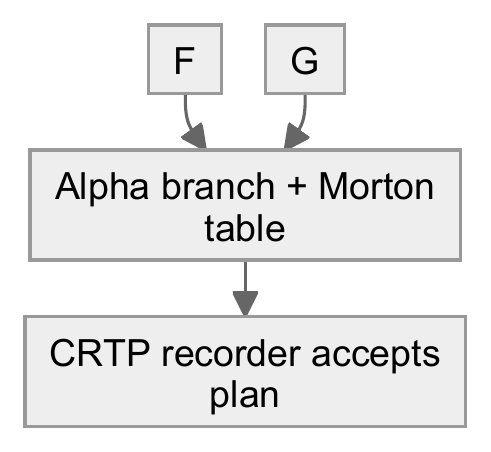 F
G
Alpha branch + Morton
table
CRTP recorder accepts
plan